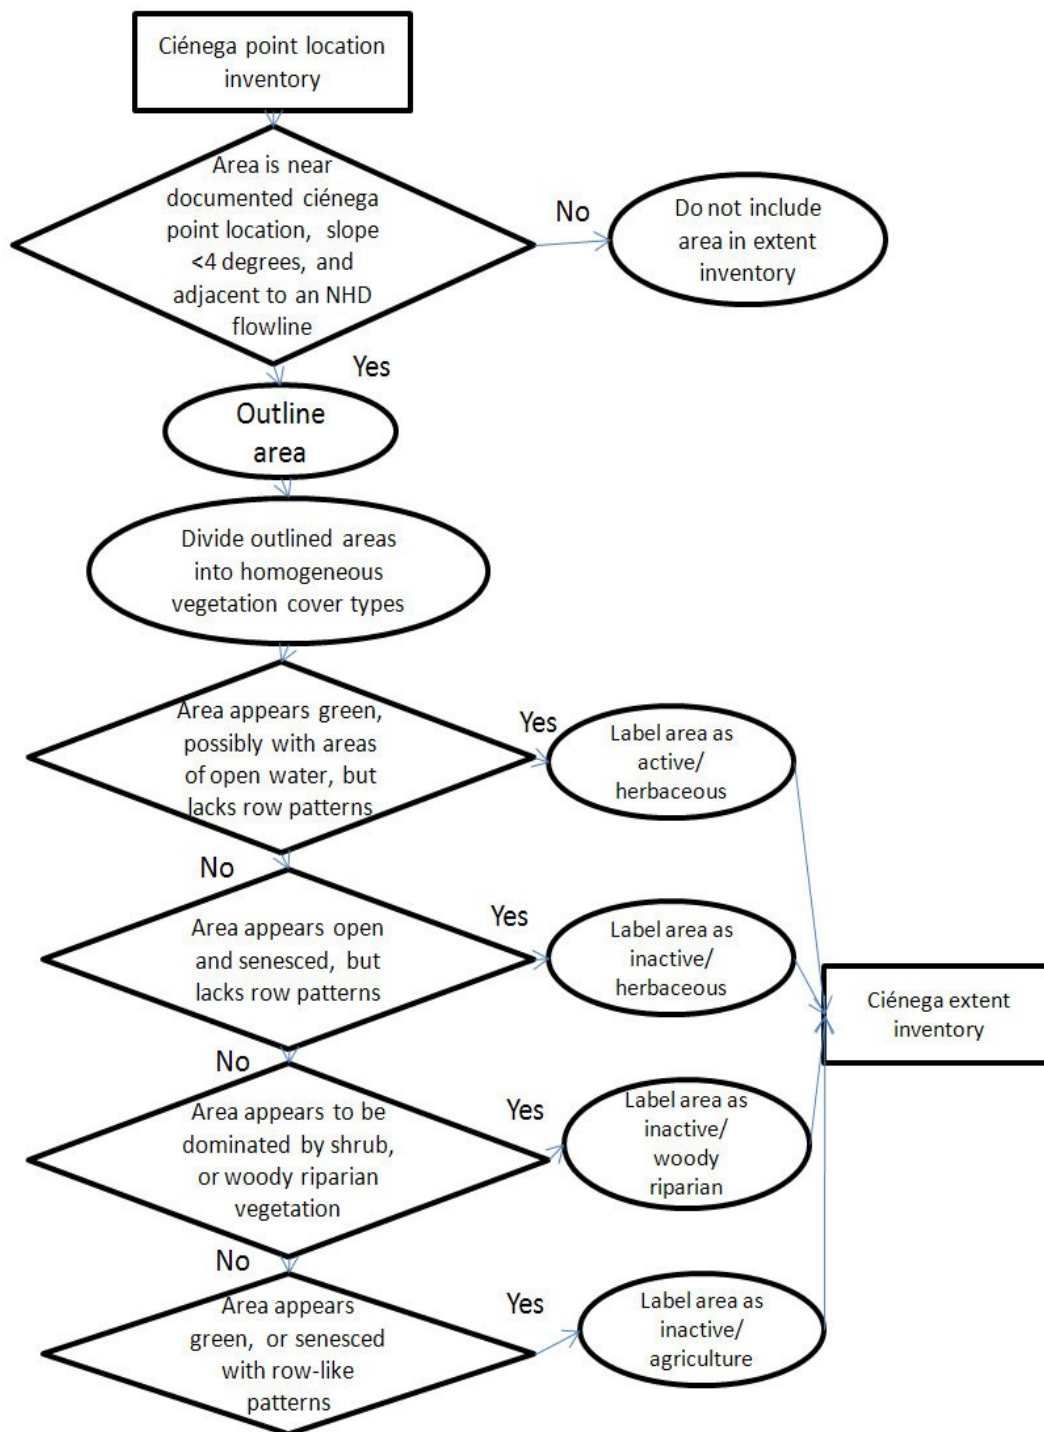 Ciénega point location
inventory
Area is near
documented ciénega
point location, slope
<4 degrees, and
adjacent to an NHD
flowline
No
Do not include
area in extent
inventory
Yes
Outline
area
Divide outlined areas
into homogeneous
vegetation cover types
Area appears green,
possibly with areas
of open water, but
lacks row patterns
Yes
Label area as
active/
herbaceous
No
Area appears open
and senesced, but
lacks row patterns
Yes
Label area as
inactive/
herbaceous
Ciénega extent
inventory
No
Area appears to be
dominated by shrub,
or woody riparian
vegetation
Yes
Label area as
inactive/
woody
riparian
No
Area appears
green, or senesced
with row-like
patterns
Yes
Label area as
inactive/
agriculture